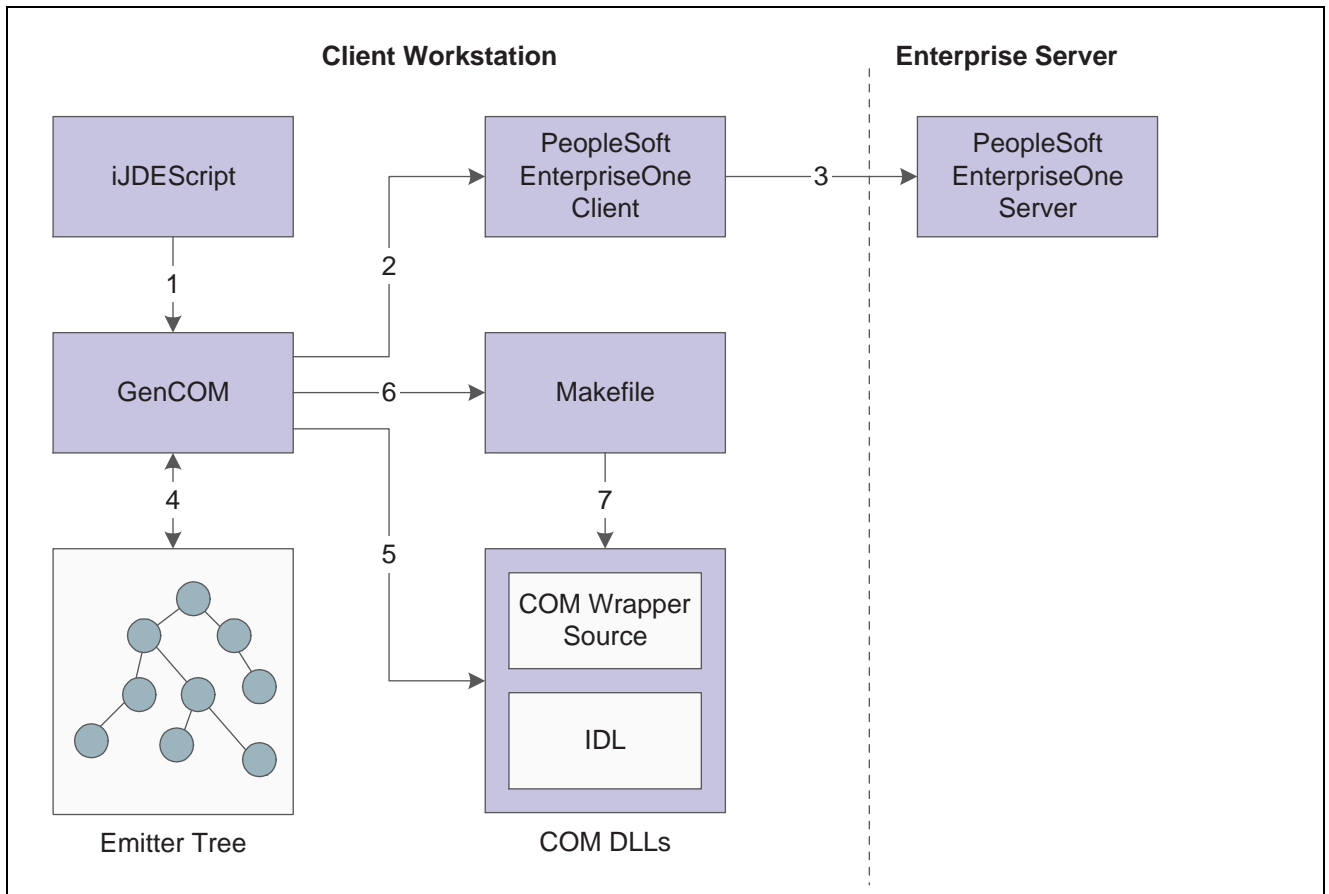 Client Workstation
Enterprise Server
iJDEScript
PeopleSoft
EnterpriseOne
Client
3
PeopleSoft
EnterpriseOne
Server
1
2
GenCOM
6
Makefile
4
5
7
COM Wrapper
Source
IDL
Emitter Tree
COM DLLs